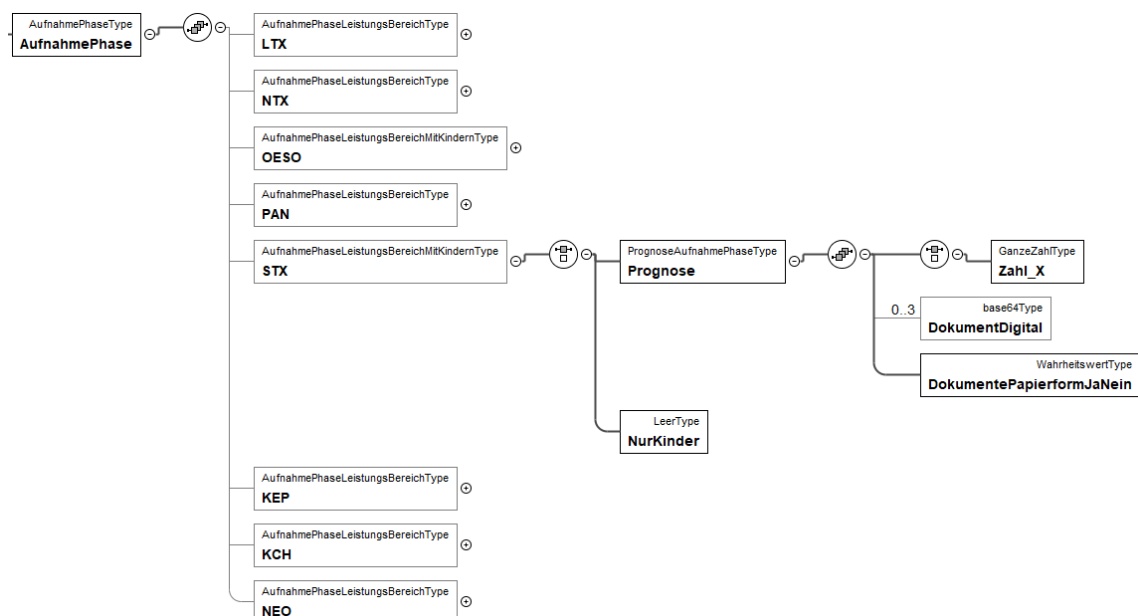 AufnahmePhaseType
AufnahmePhase
AufnahmePhaseLeistungsBereichType
LTX
AufnahmePhaseLeistungsBereichType
NTX
AufnahmePhaseLeistungsBereichMitKindernType
OESO
AufnahmePhaseLeistungsBereichType
PAN
AufnahmePhaseLeistungsBereichMitKindernType
STX
PrognoseAufnahmePhaseType
Prognose
GanzeZahlType
Zahl_X
0..3
base64Type
DokumentDigital
WahrheitswertType
DokumentePapierformJaNein
LeerType
NurKinder
AufnahmePhaseLeistungsBereichType
KEP
AufnahmePhaseLeistungsBereichType
KCH
AufnahmePhaseLeistungsBereichType
NEO